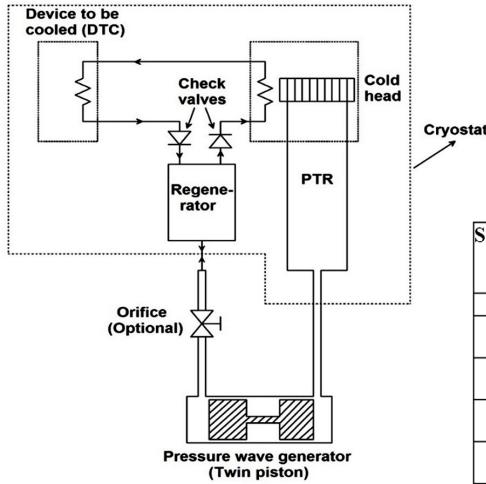 Device to be
cooled (DTC)
Check
valves
Cold
head
Cryostat
PTR
Regene-
rator
S
Orifice
(Optional)
Pressure wave generator
(Twin piston)